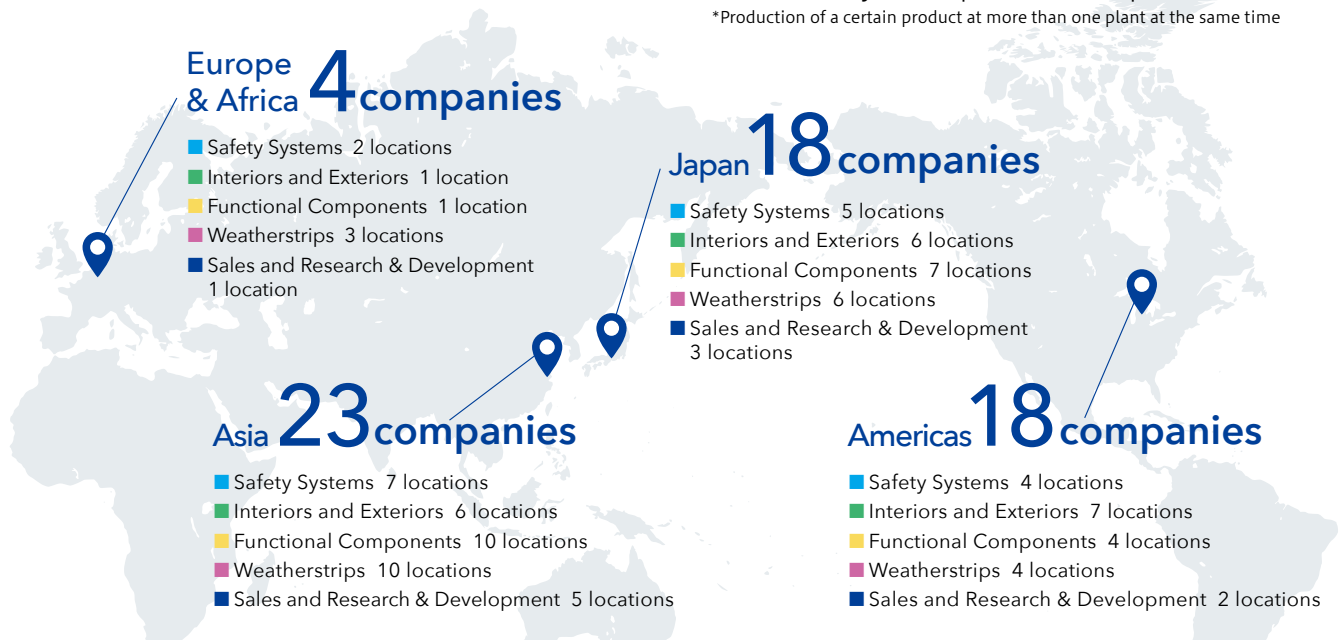 *Production of a certain product at more than one plant at the same time
Europe
& Africa 4 companies
Safety Systems 2 locations
Interiors and Exteriors 1 location
Functional Components 1 location
Weatherstrips 3 locations
Sales and Research & Development
1 location
Japan 18 companies
Safety Systems 5 locations
Interiors and Exteriors 6 locations
Functional Components 7 locations
Weatherstrips 6 locations
Sales and Research & Development
3 locations
Asia 23 companies
Safety Systems 7 locations
Interiors and Exteriors 6 locations
Functional Components 10 locations
Weatherstrips 10 locations
Sales and Research & Development 5 locations
Americas 18 companies
Safety Systems 4 locations
Interiors and Exteriors 7 locations
Functional Components 4 locations
Weatherstrips 4 locations
Sales and Research & Development 2 locations